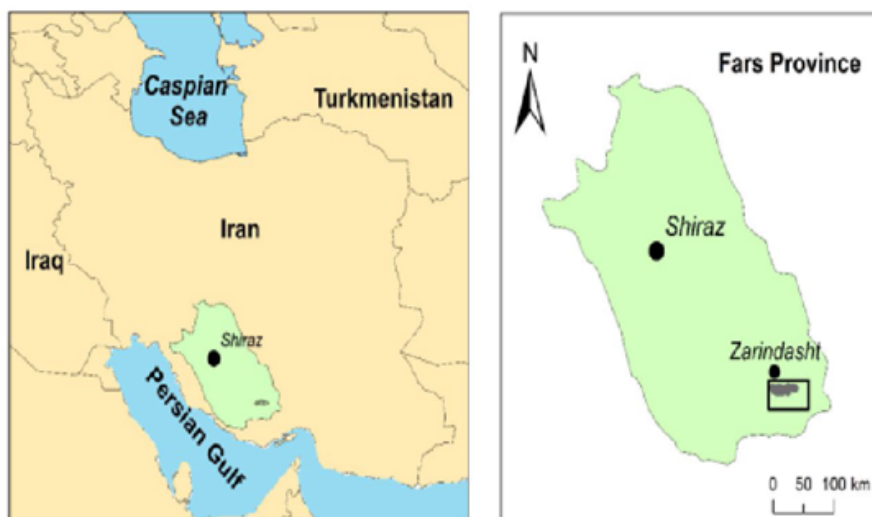 Caspian
Sea
Turkmenistan
Iran
Iraq
Shiraz
Persian Gulf
N
Fars Province
Shiraz
Zarindasht
0 50 100 km